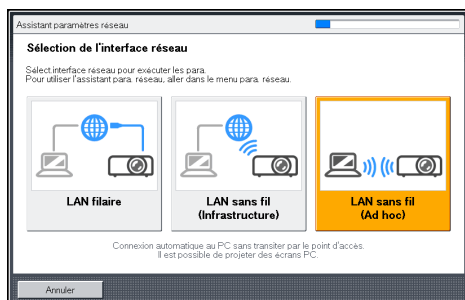 Assistant paramètres réseau
Sélection de l'interface réseau
Sélect.interface réseau pour exécuter les para.
Pour utiliser l'assistant para. réseau, aller dans le menu para. réseau.
LAN filaire
LAN sans fil
(Infrastructure)
LAN sans fil
(Ad hoc)
Connexion automatique au PC sans transiter par le point d'accès.
Il est possible de projeter des écrans PC.
Annuler